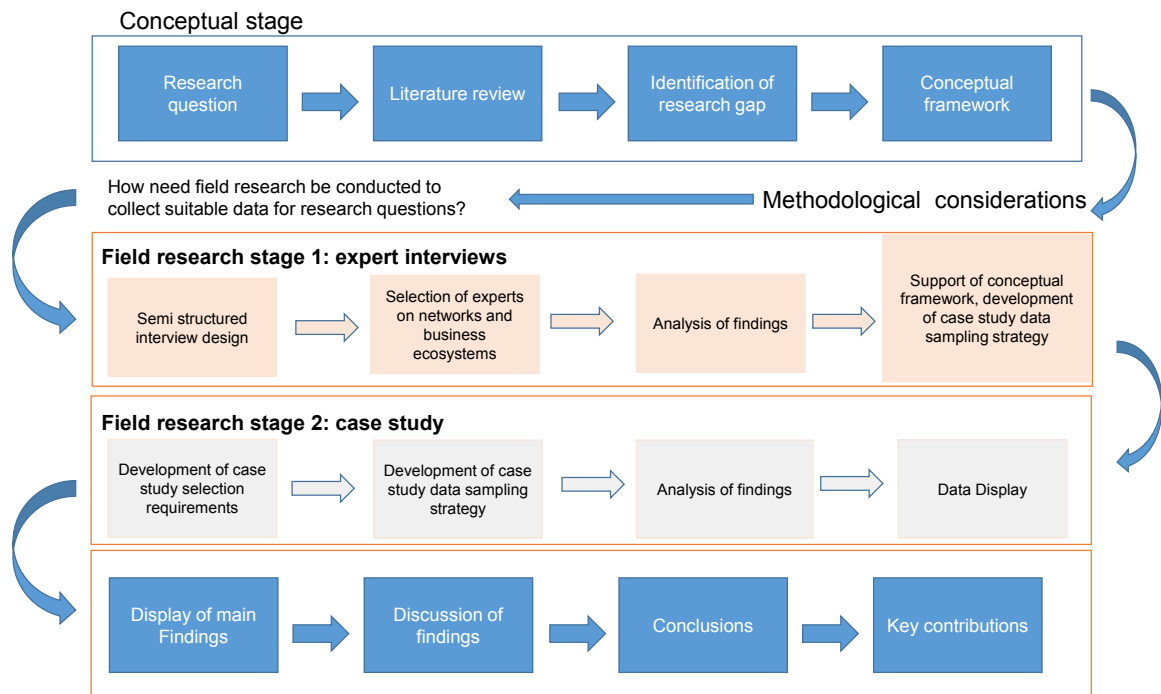 Conceptual stage
Research
question
Literature review
Identification of
research gap
Conceptual
framework
How need field research be conducted to
collect suitable data for research questions?
Methodological considerations
Field research stage 1: expert interviews
Semi structured
interview design
Selection of experts
on networks and
business
ecosystems
Analysis of findings
Support of conceptual
framework, development
of case study data
sampling strategy
Field research stage 2: case study
Development of case
study selection
requirements
Development of case
study data sampling
strategy
Analysis of findings
Data Display
Display of main
Findings
Discussion of
findings
Conclusions
Key contributions